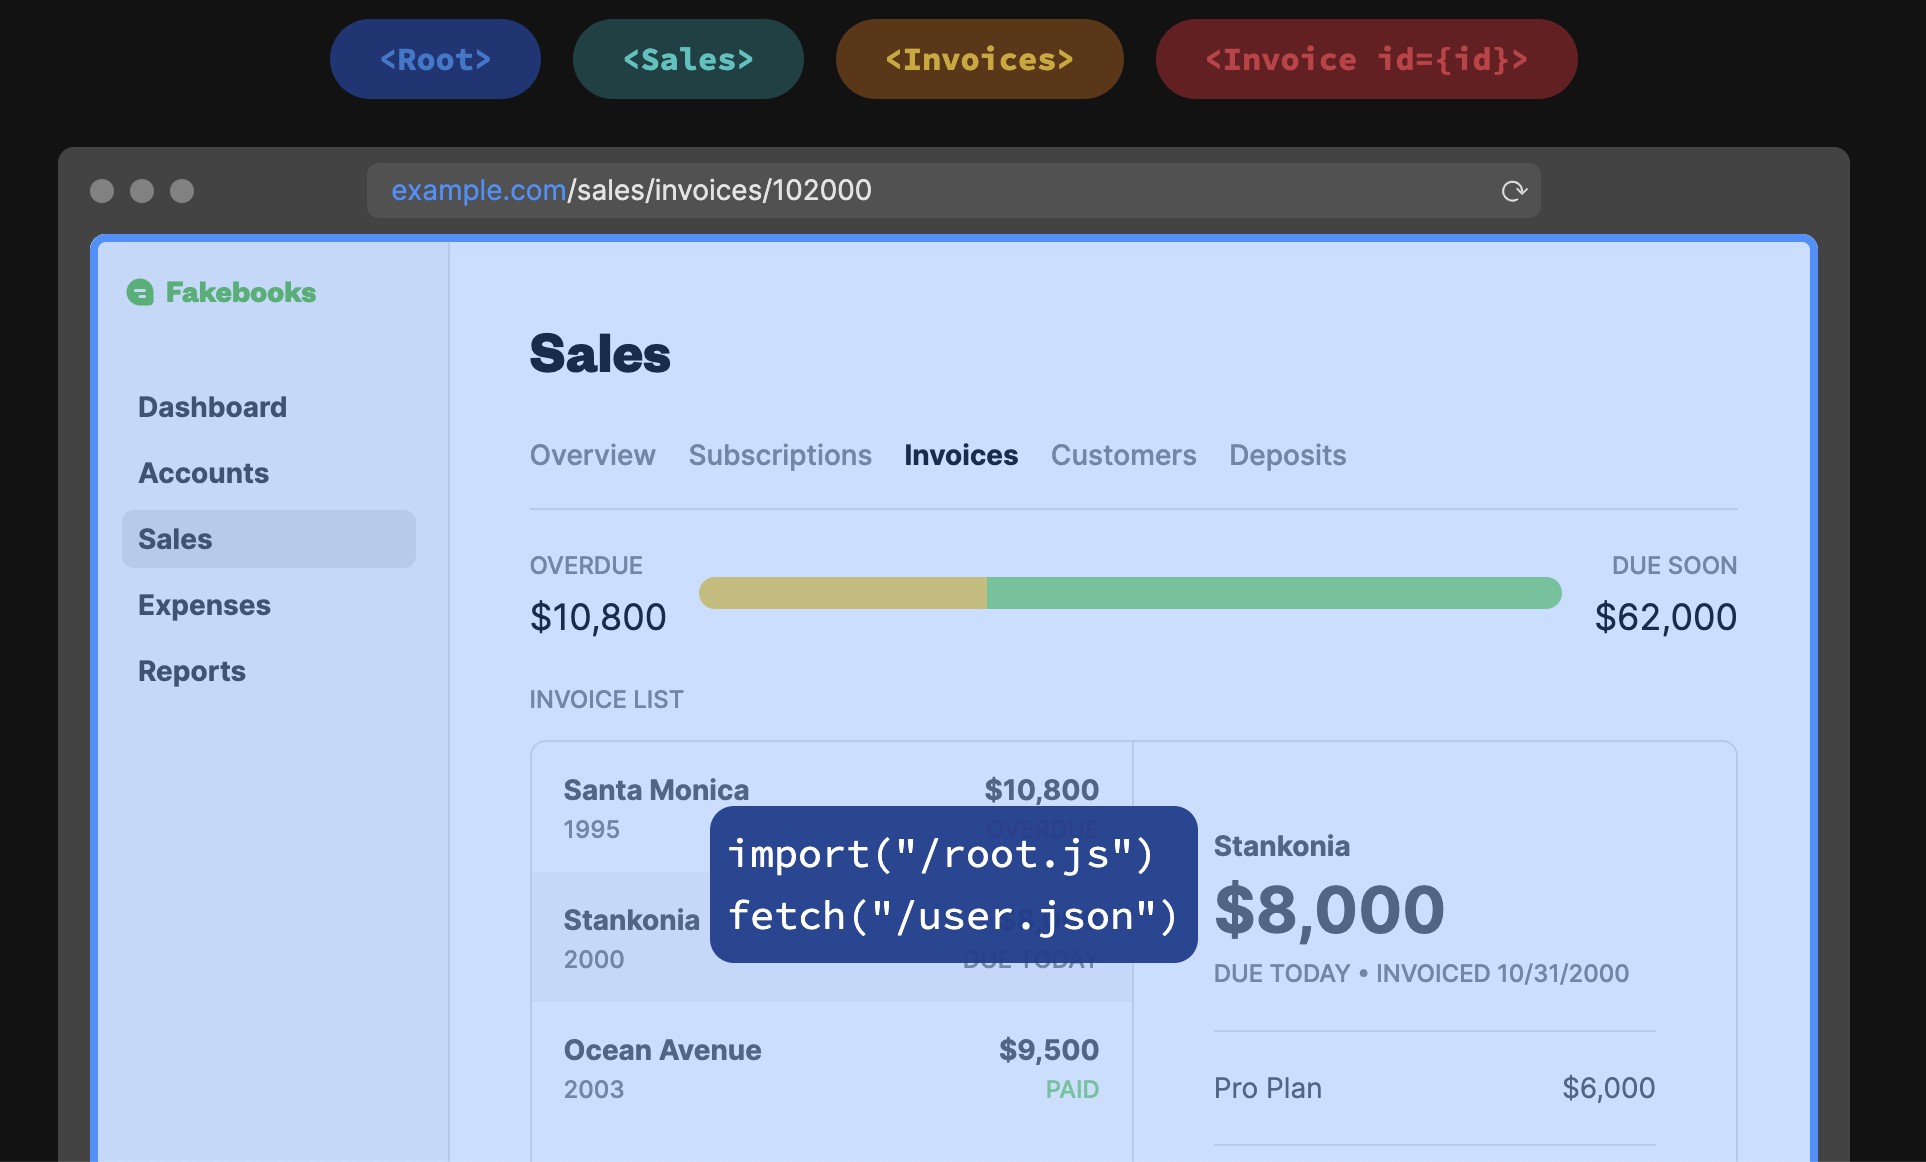 <Root> <Sales> <Invoices> <Invoice id={id}>
example.com/sales/invoices/102000
Fakebooks
Dashboard
Accounts
Sales
Expenses
Reports
Sales
Overview Subscriptions Invoices Customers Deposits
OVERDUE
$10,800
DUE SOON
$62,000
INVOICE LIST
Santa Monica $10,800
1995 OVERDUE
Stankonia
2000 DUE TODAY
Ocean Avenue $9,500
2003 PAID
import("/root.js")
fetch("/user.json")
Stankonia
$8,000
DUE TODAY • INVOICED 10/31/2000
Pro Plan $6,000